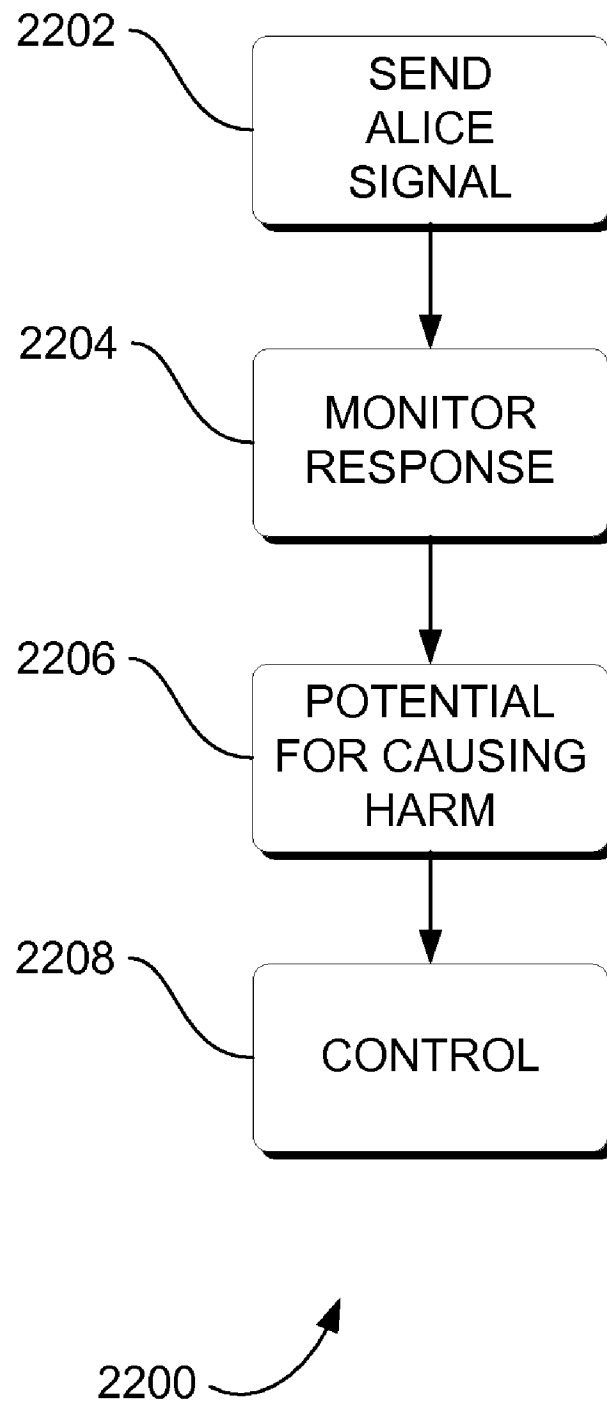 2202
SEND
ALICE
SIGNAL
2204
MONITOR
RESPONSE
2206
POTENTIAL
FOR CAUSING
HARM
2208
CONTROL
2200